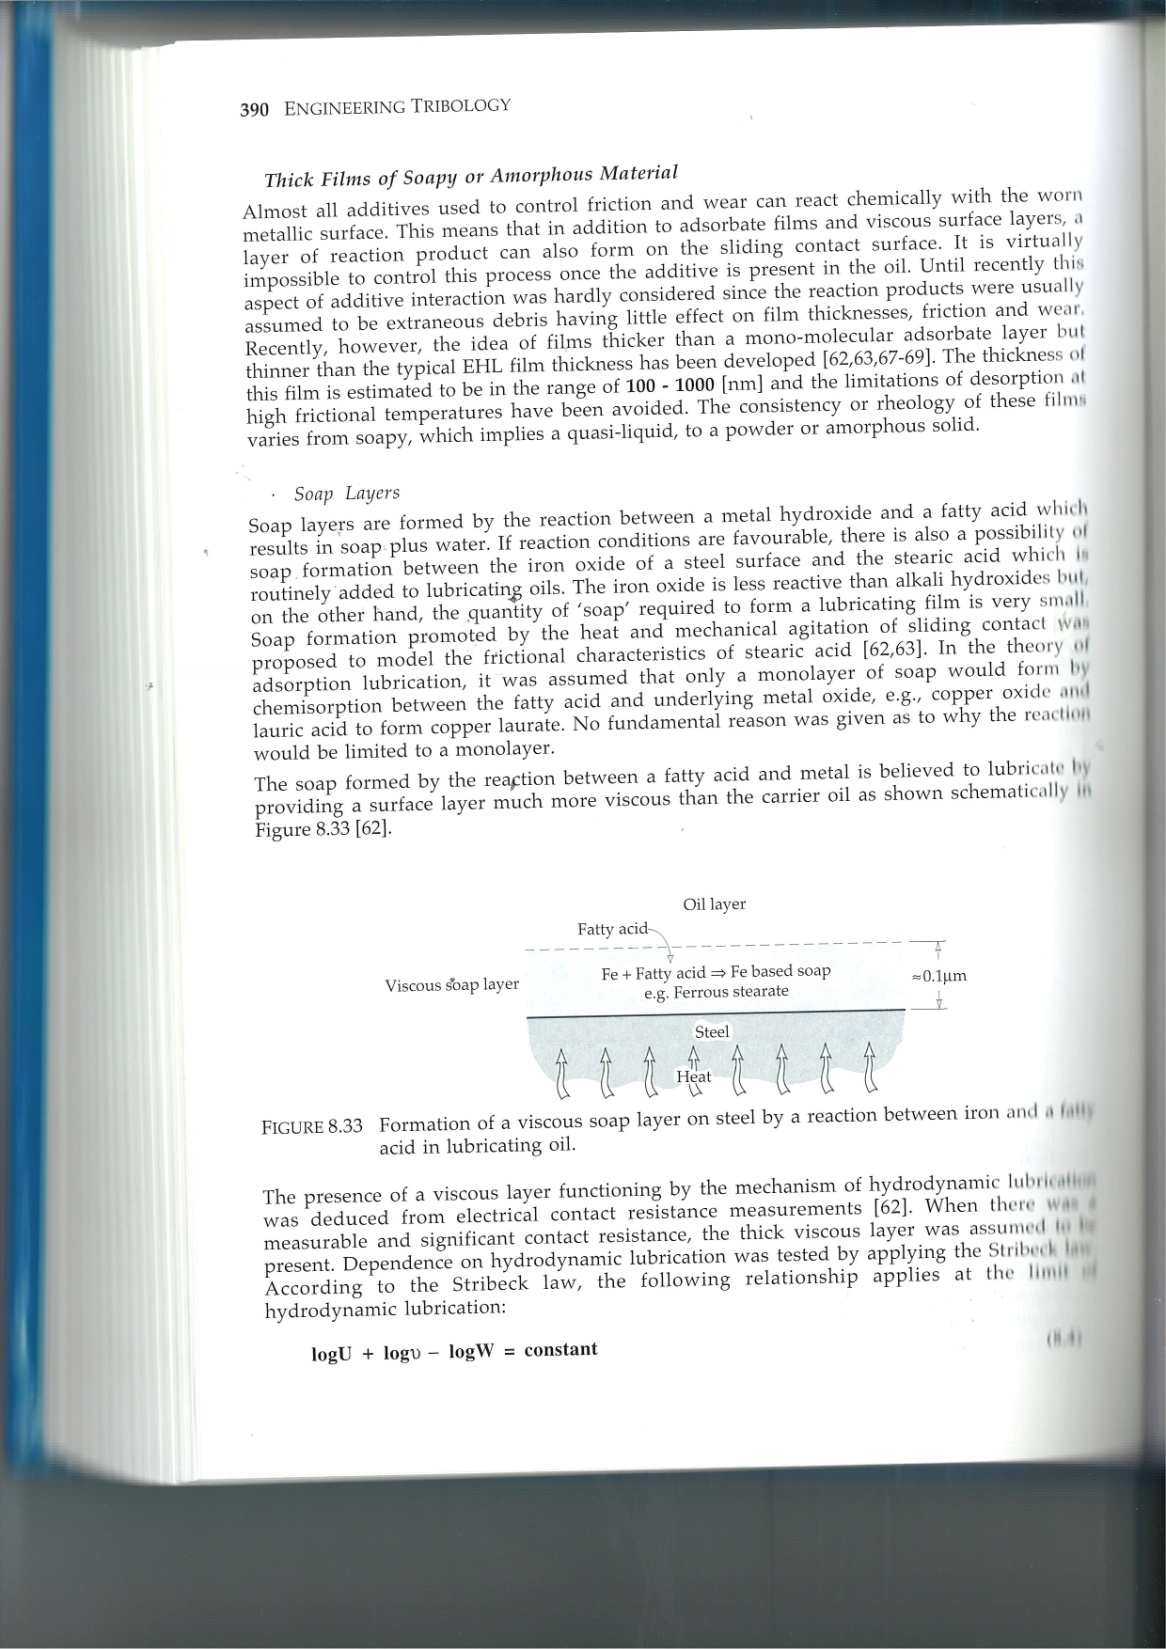 390 ENGINEERING TRIBOLOGY
Thick Films of Soapy or Amorphous Material
Almost all additives used to control friction and wear can react chemically with the worn
metallic surface. This means that in addition to adsorbate films and viscous surface layers, a
layer of reaction product can also form on the sliding contact surface. It is virtually
impossible to control this process once the additive is present in the oil. Until recently this
aspect of additive interaction was hardly considered since the reaction products were usually
assumed to be extraneous debris having little effect on film thicknesses, friction and wear.
Recently, however, the idea of films thicker than a mono-molecular adsorbate layer but
thinner than the typical EHL film thickness has been developed [62,63,67-69]. The thickness of
this film is estimated to be in the range of 100 - 1000 [nm] and the limitations of desorption at
high frictional temperatures have been avoided. The consistency or rheology of these films
varies from soapy, which implies a quasi-liquid, to a powder or amorphous solid.
· Soap Layers
Soap layers are formed by the reaction between a metal hydroxide and a fatty acid which
results in soap plus water. If reaction conditions are favourable, there is also a possibility of
soap formation between the iron oxide of a steel surface and the stearic acid which is
routinely added to lubricating oils. The iron oxide is less reactive than alkali hydroxides but,
on the other hand, the quantity of 'soap' required to form a lubricating film is very small.
Soap formation promoted by the heat and mechanical agitation of sliding contact was
proposed to model the frictional characteristics of stearic acid [62,63]. In the theory of
adsorption lubrication, it was assumed that only a monolayer of soap would form by
chemisorption between the fatty acid and underlying metal oxide, e.g., copper oxide and
lauric acid to form copper laurate. No fundamental reason was given as to why the reaction
would be limited to a monolayer.
The soap formed by the reaction between a fatty acid and metal is believed to lubricate by
providing a surface layer much more viscous than the carrier oil as shown schematically in
Figure 8.33 [62].
Oil layer
Fatty acid
Viscous soap layer
Fe + Fatty acid ⇒ Fe based soap
e.g. Ferrous stearate
≈0.1µm
Steel
Heat
FIGURE 8.33 Formation of a viscous soap layer on steel by a reaction between iron and a fatty
acid in lubricating oil.
The presence of a viscous layer functioning by the mechanism of hydrodynamic lubrication
was deduced from electrical contact resistance measurements [62]. When there was a
measurable and significant contact resistance, the thick viscous layer was assumed to be
present. Dependence on hydrodynamic lubrication was tested by applying the Stribeck law.
According to the Stribeck law, the following relationship applies at the limit of
hydrodynamic lubrication:
logU + logυ − logW = constant
(8.4)